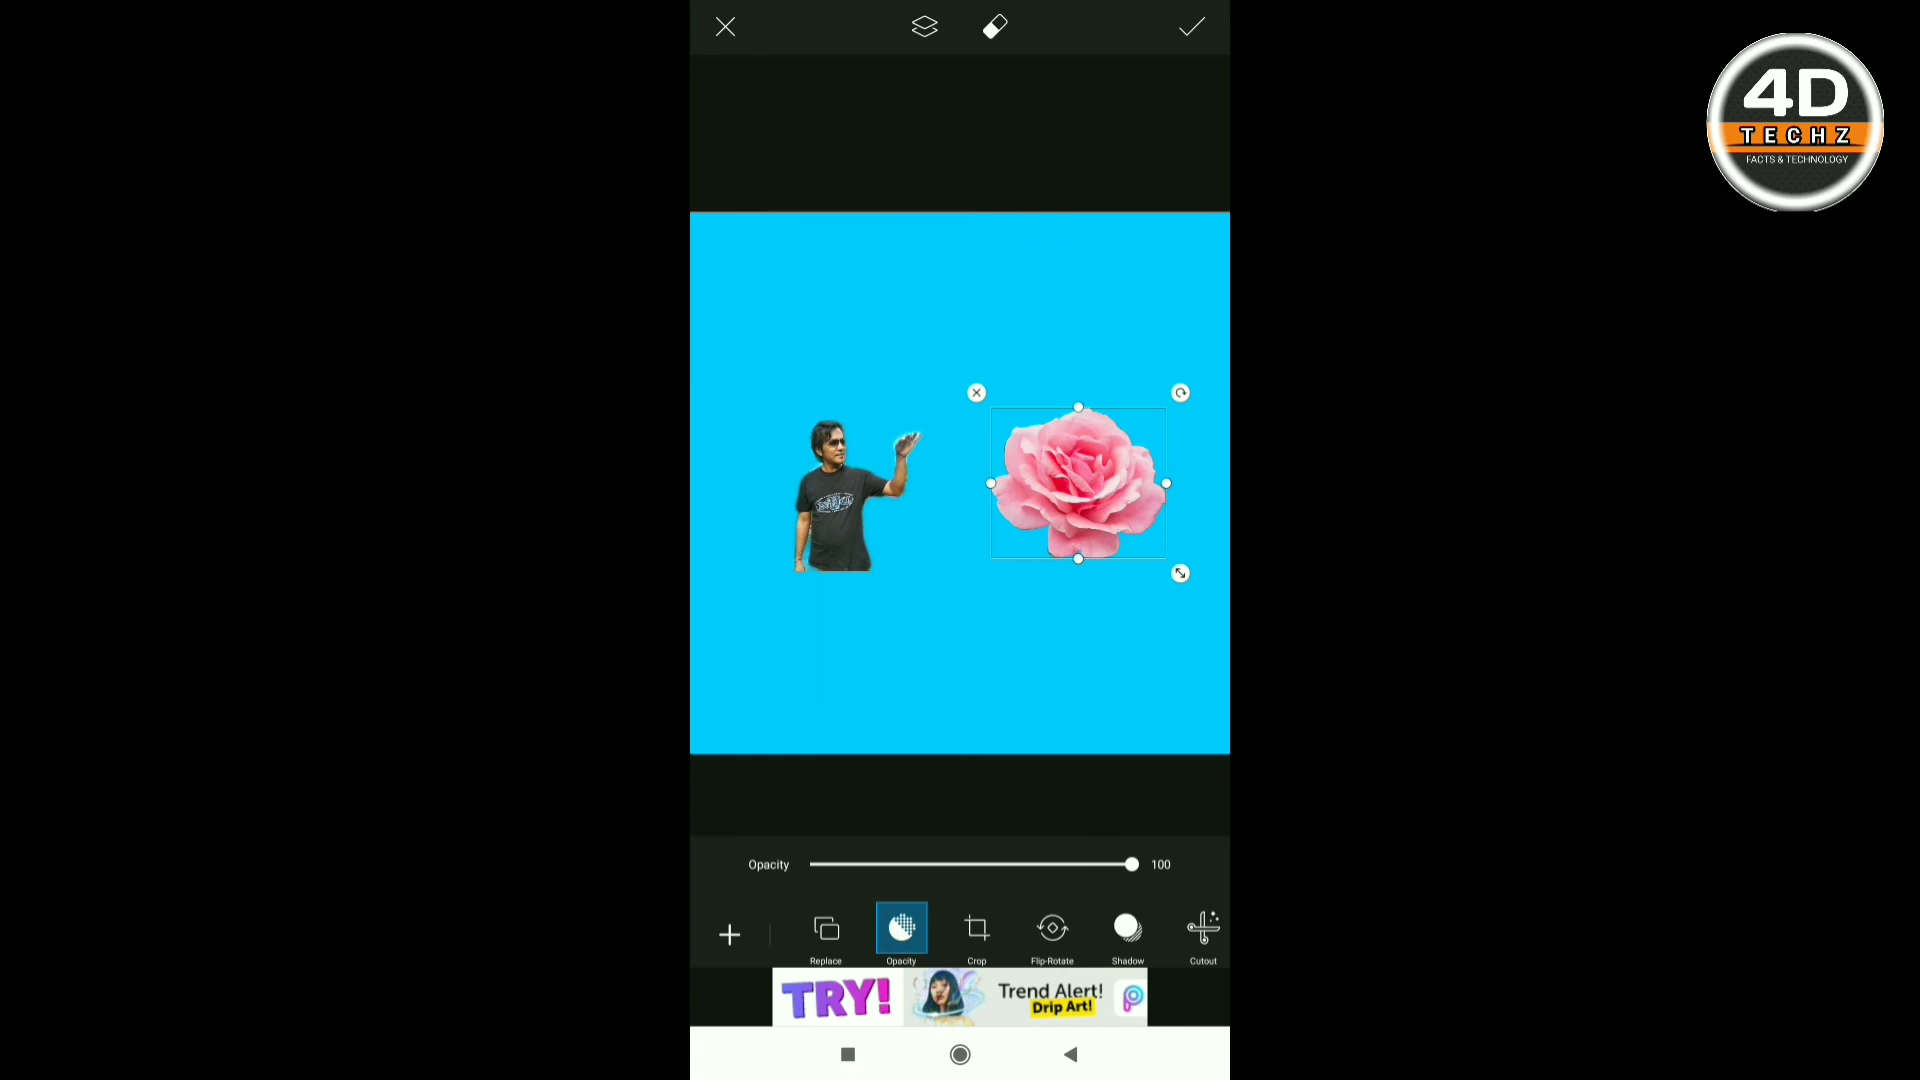 4D
TECHZ
FACTS & TECHNOLOGY
Opacity 100
Replace Opacity Crop Flip-Rotate Shadow Cutout
TRY! Trend Alert!
Drip Art!